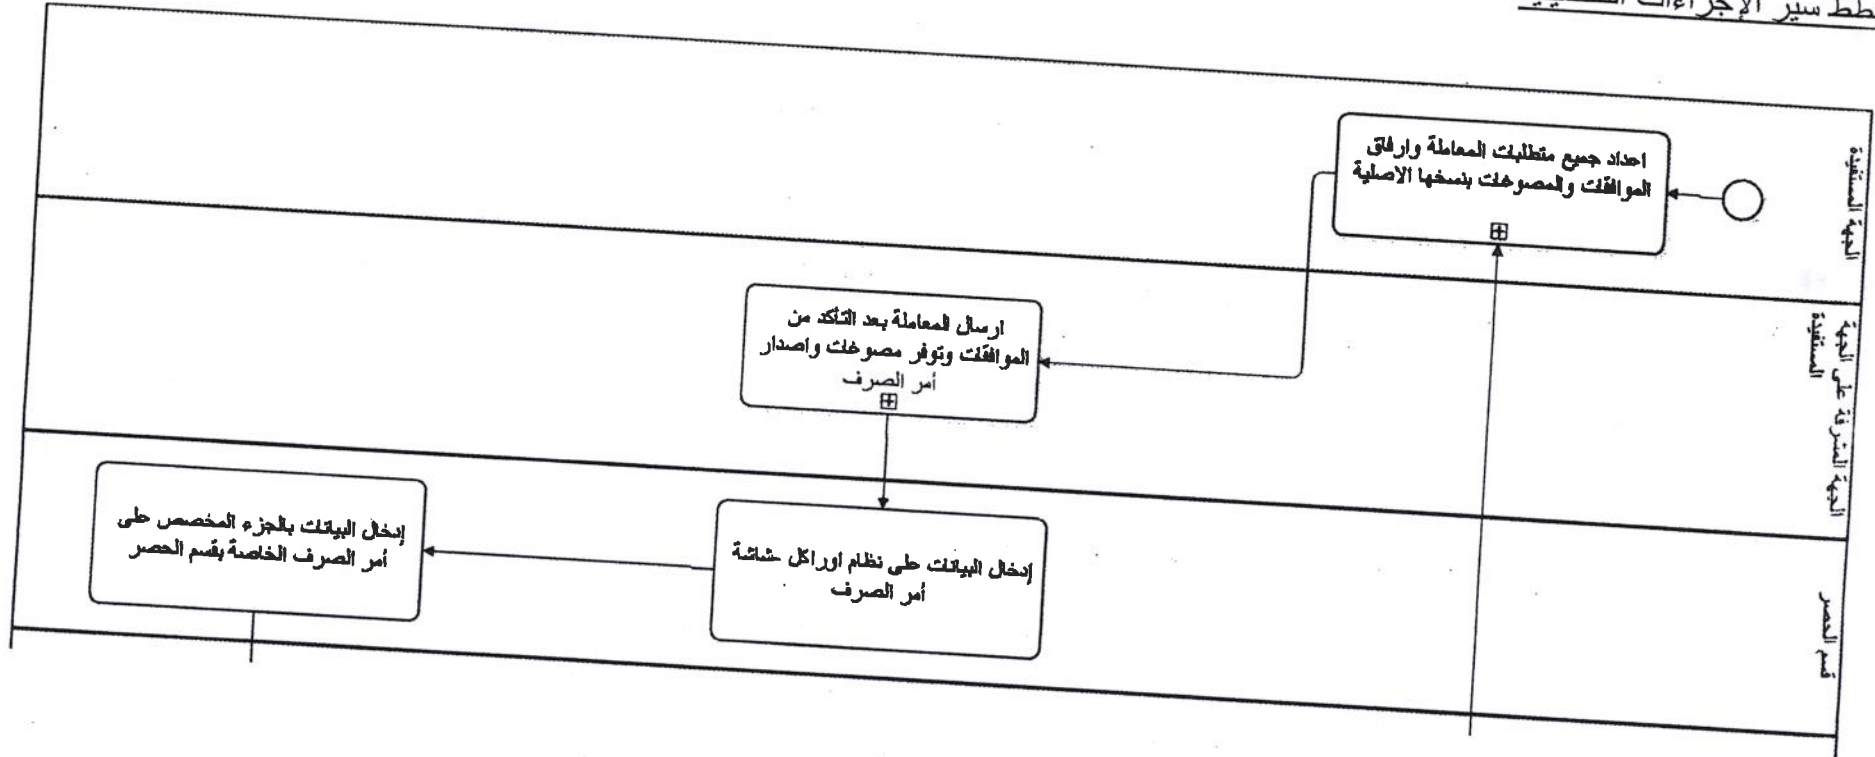 سير الإجراءات
الجهة المستفيدة
اعداد جميع متطلبات المعاملة وارفاق
الموافقات والمصوغات بنسخها الاصلية
الجهة المشرفة على الجهة
المستفيدة
ارسال المعاملة بعد التأكد من
الموافقات وتوفر مصوغات واصدار
أمر الصرف
قسم الحصر
إدخال البيانات على نظام اوراكل -شاشة
أمر الصرف
إدخال البيانات بالجزء المخصص على
أمر الصرف الخاصة بقسم الحصر